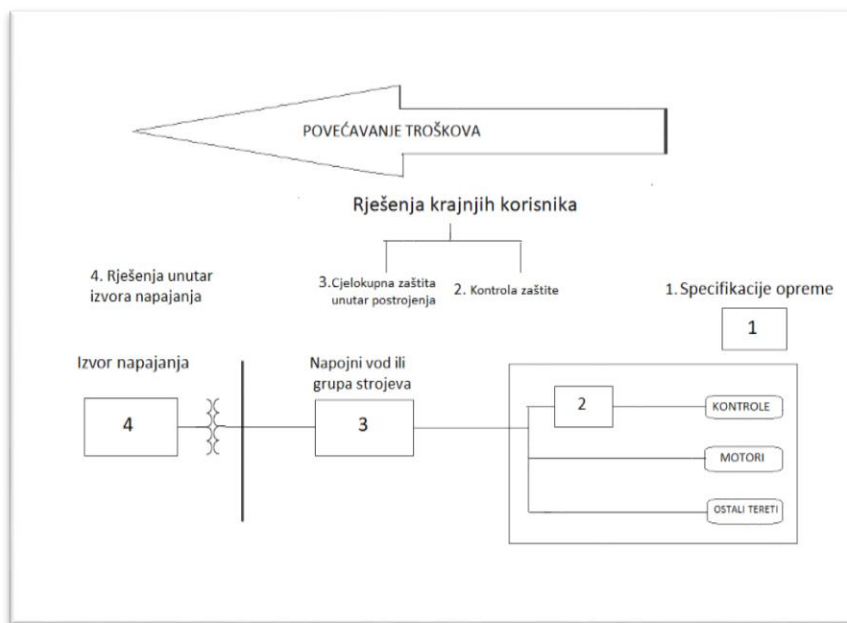 POVEĆAVANJE TROŠKOVA
Rješenja krajnjih korisnika
4. Rješenja unutar
izvora napajanja
3.Cjelokupna zaštita
unutar postrojenja
2. Kontrola zaštite
1. Specifikacije opreme
1
Izvor napajanja
Napojni vod ili
grupa strojeva
4
3
2
KONTROLE
MOTORI
OSTALI TERETI